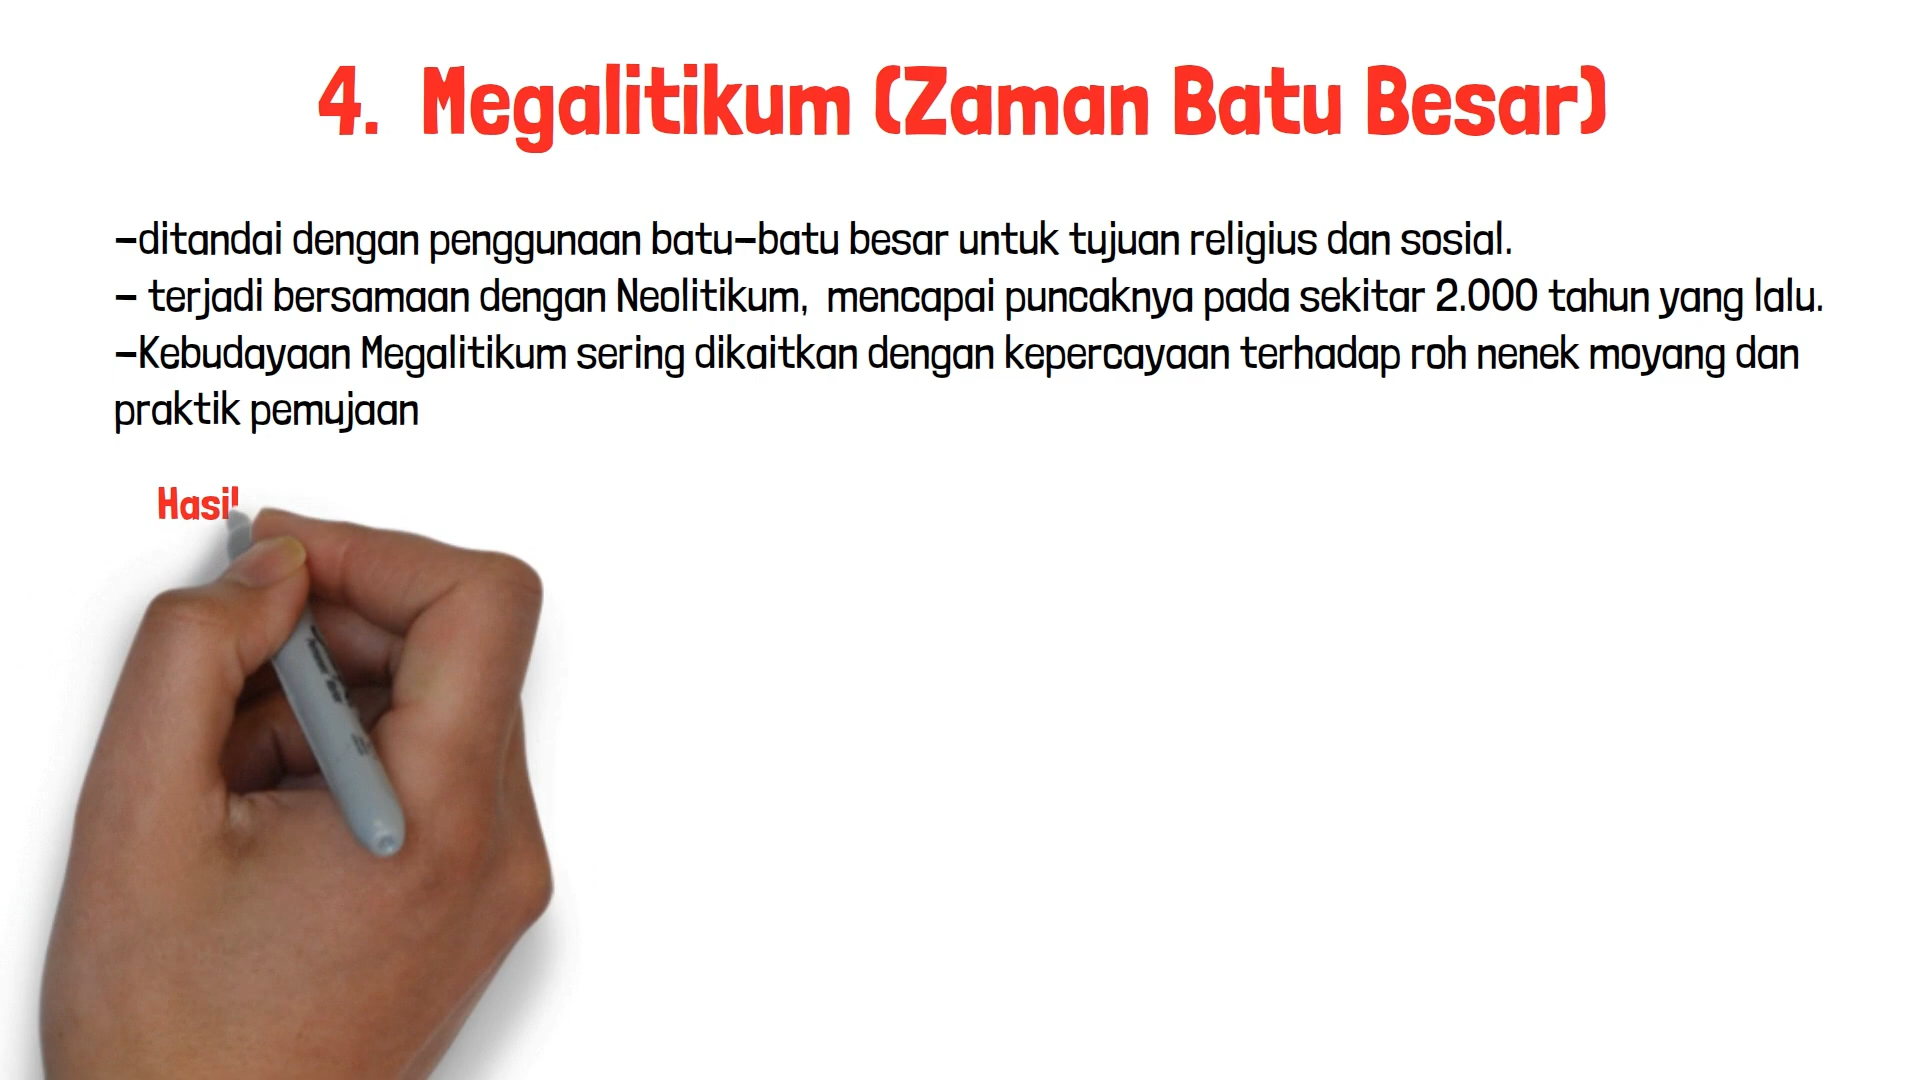 4. Megalitikum (Zaman Batu Besar)
-ditandai dengan penggunaan batu-batu besar untuk tujuan religius dan sosial.
- terjadi bersamaan dengan Neolitikum, mencapai puncaknya pada sekitar 2.000 tahun yang lalu.
-Kebudayaan Megalitikum sering dikaitkan dengan kepercayaan terhadap roh nenek moyang dan
praktik pemujaan
Hasil